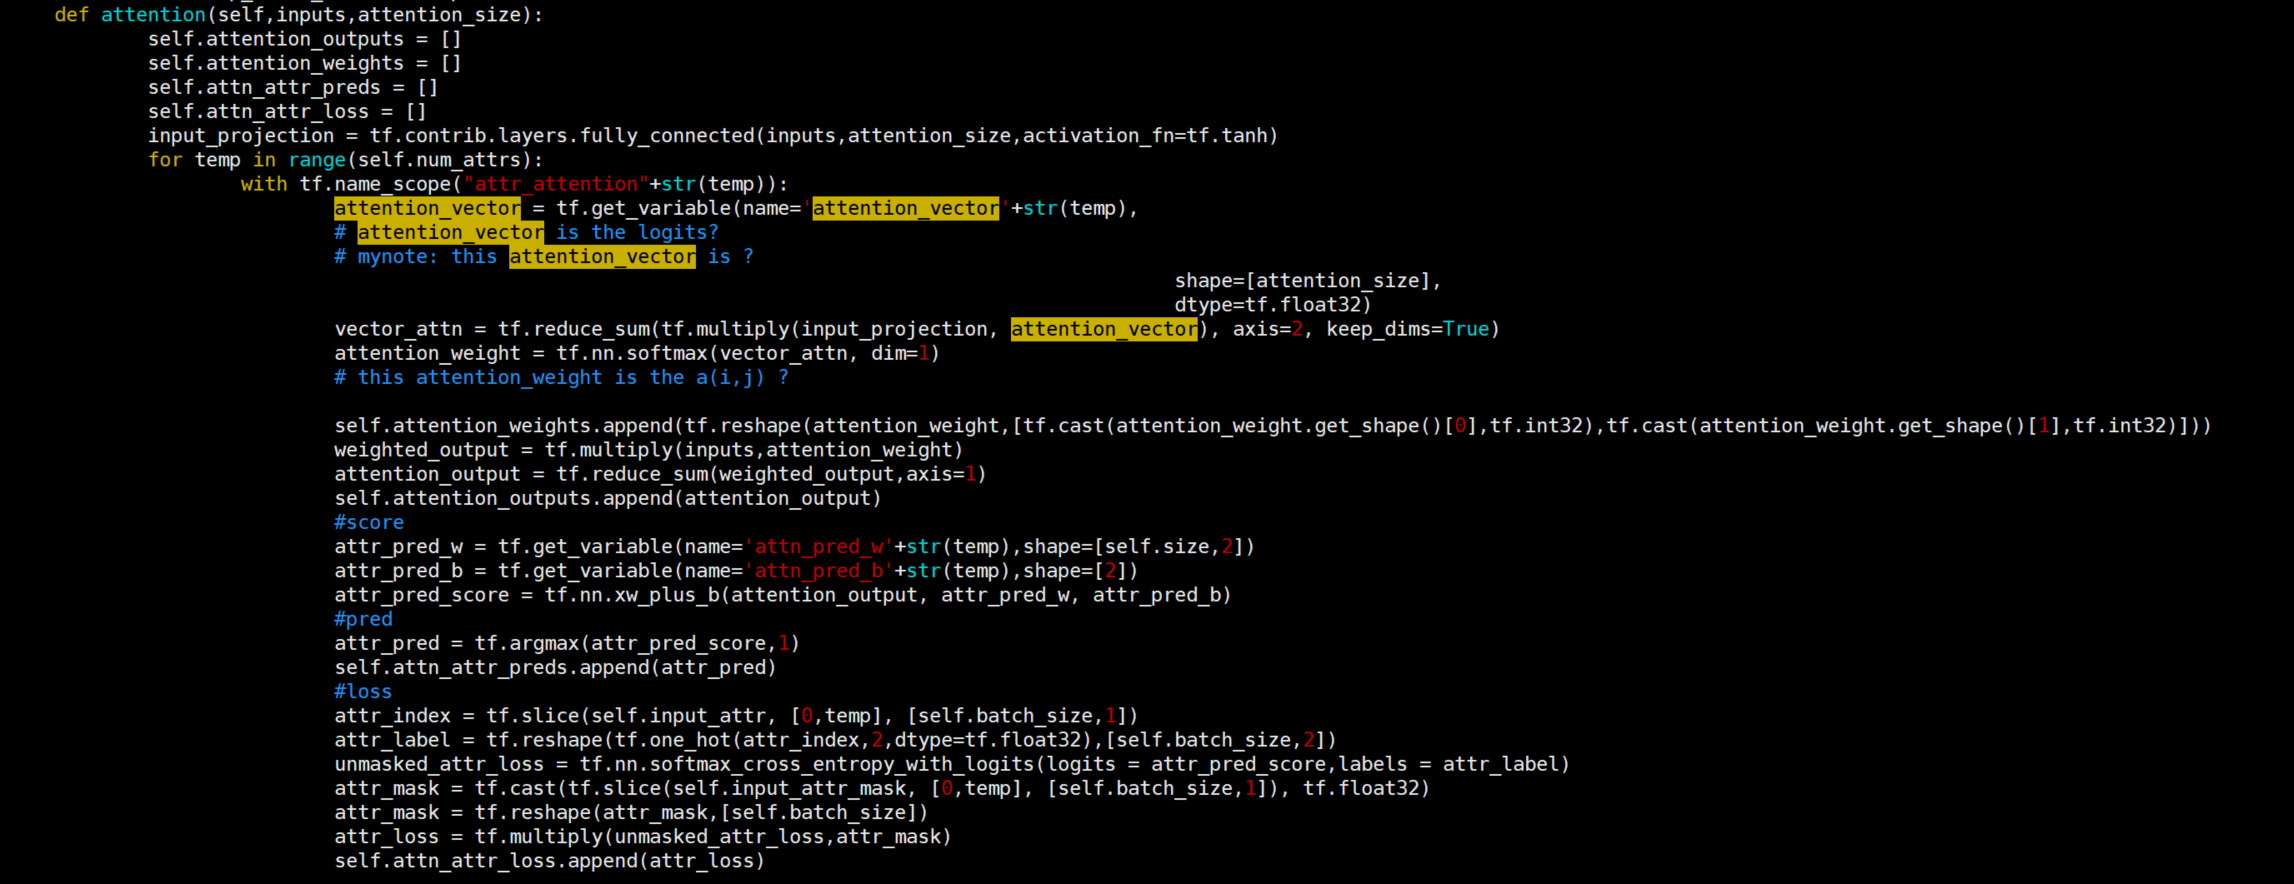 def attention(self,inputs,attention_size):
self.attention_outputs = []
self.attention_weights = []
self.attn_attr_preds = []
self.attn_attr_loss = []
input_projection = tf.contrib.layers.fully_connected(inputs,attention_size,activation_fn=tf.tanh)
for temp in range(self.num_attrs):
with tf.name_scope("attr_attention"+str(temp)):
attention_vector = tf.get_variable(name='attention_vector'+str(temp),
# attention_vector is the logits?
# mynote: this attention_vector is ?
shape=[attention_size],
dtype=tf.float32)
vector_attn = tf.reduce_sum(tf.multiply(input_projection, attention_vector), axis=2, keep_dims=True)
attention_weight = tf.nn.softmax(vector_attn, dim=1)
# this attention_weight is the a(i,j) ?
self.attention_weights.append(tf.reshape(attention_weight,[tf.cast(attention_weight.get_shape()[0],tf.int32),tf.cast(attention_weight.get_shape()[1],tf.int32)]))
weighted_output = tf.multiply(inputs,attention_weight)
attention_output = tf.reduce_sum(weighted_output,axis=1)
self.attention_outputs.append(attention_output)
#score
attr_pred_w = tf.get_variable(name='attn_pred_w'+str(temp),shape=[self.size,2])
attr_pred_b = tf.get_variable(name='attn_pred_b'+str(temp),shape=[2])
attr_pred_score = tf.nn.xw_plus_b(attention_output, attr_pred_w, attr_pred_b)
#pred
attr_pred = tf.argmax(attr_pred_score,1)
self.attn_attr_preds.append(attr_pred)
#loss
attr_index = tf.slice(self.input_attr, [0,temp], [self.batch_size,1])
attr_label = tf.reshape(tf.one_hot(attr_index,2,dtype=tf.float32),[self.batch_size,2])
unmasked_attr_loss = tf.nn.softmax_cross_entropy_with_logits(logits = attr_pred_score,labels = attr_label)
attr_mask = tf.cast(tf.slice(self.input_attr_mask, [0,temp], [self.batch_size,1]), tf.float32)
attr_mask = tf.reshape(attr_mask,[self.batch_size])
attr_loss = tf.multiply(unmasked_attr_loss,attr_mask)
self.attn_attr_loss.append(attr_loss)